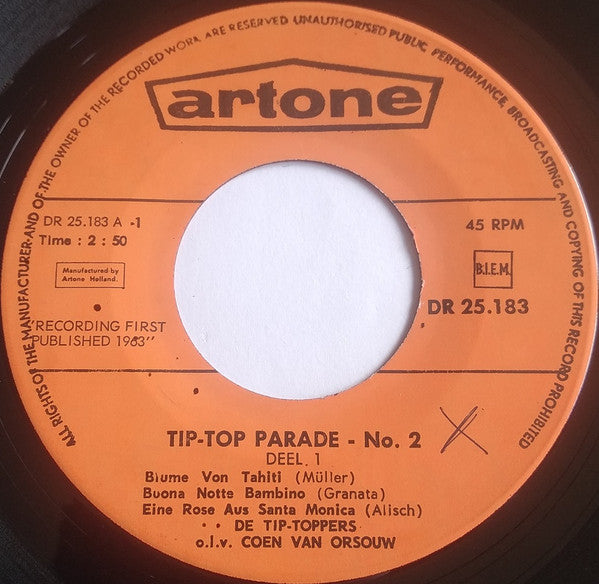 ALL RIGHTS OF THE MANUFACTURER AND OF THE OWNER OF THE RECORDED WORK ARE RESERVED UNAUTHORISED PUBLIC PERFORMANCE BROADCASTING AND COPYING OF THIS RECORD PROHIBITED
artone
DR 25.183 A -1
Time : 2 : 50
45 RPM
Manufactured by
Artone Holland.
B.I.E.M.
DR 25.183
"RECORDING FIRST
PUBLISHED 1963"
TIP-TOP PARADE - No. 2
DEEL. 1
Blume Von Tahiti (Müller)
Buona Notte Bambino (Granata)
Eine Rose Aus Santa Monica (Alisch)
DE TIP-TOPPERS
o.l.v. COEN VAN ORSOUW